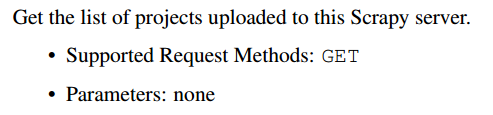 Get the list of projects uploaded to this Scrapy server.
• Supported Request Methods: GET
• Parameters: none